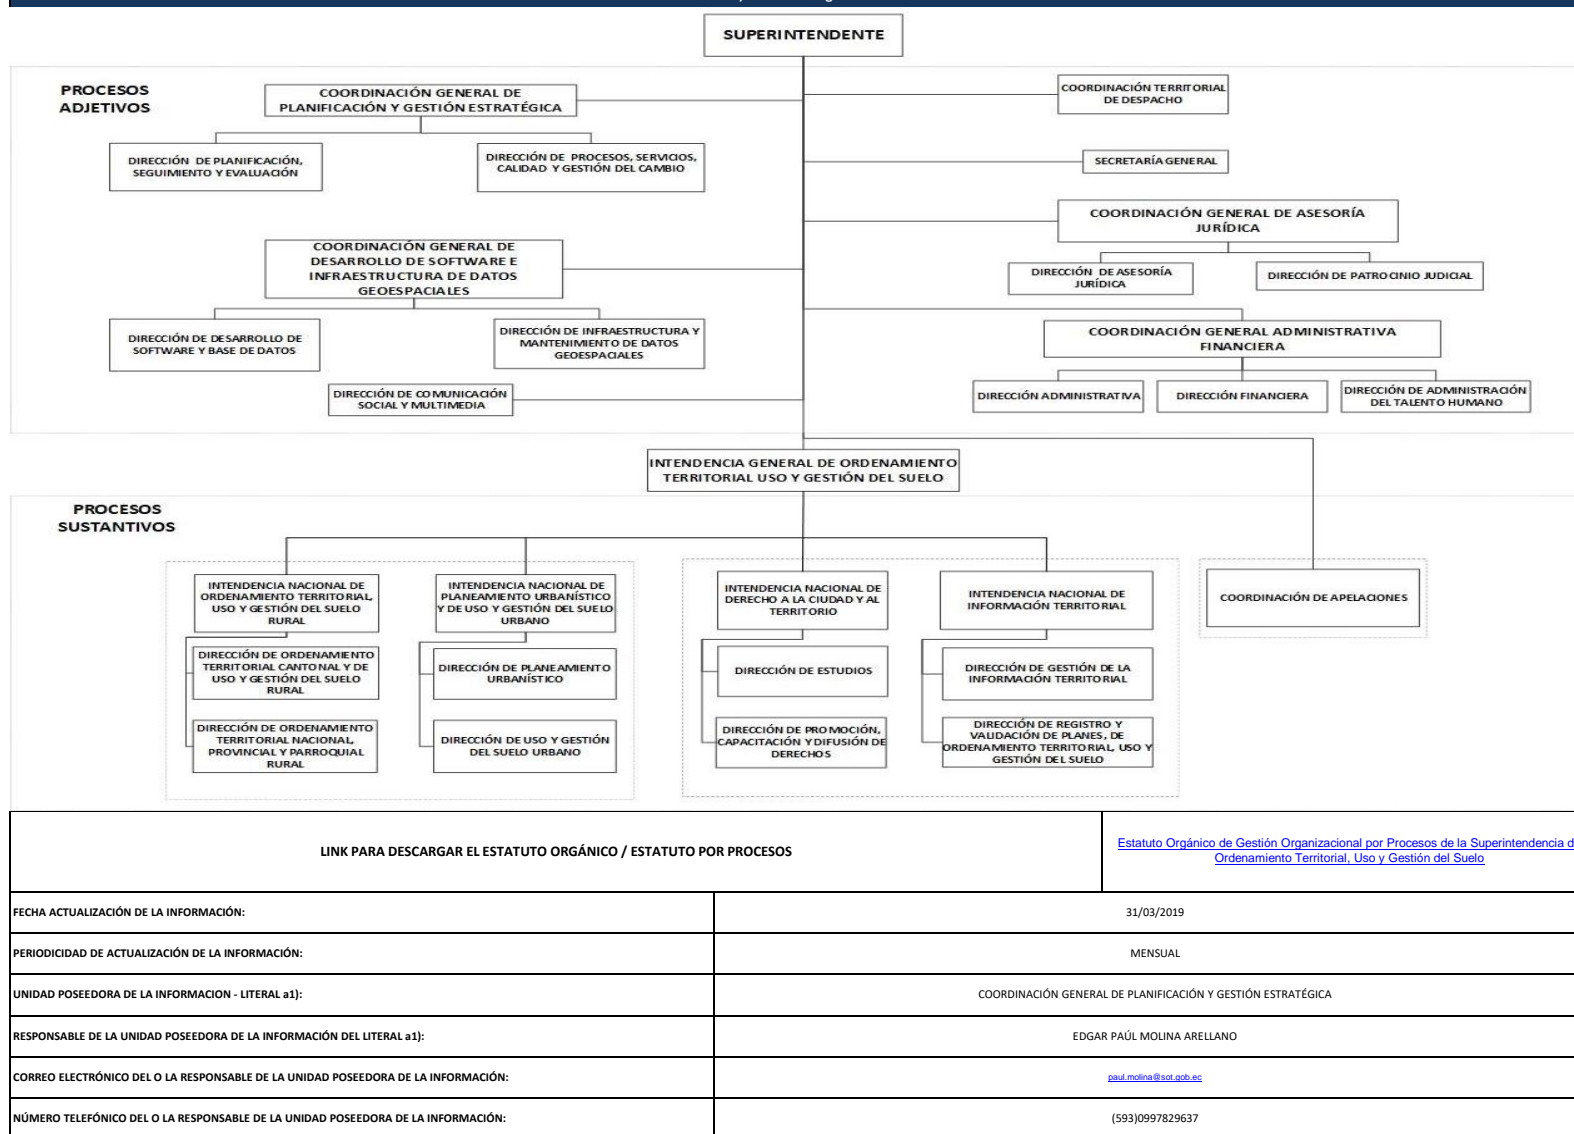 SUPERINTENDENTE
PROCESOS
ADJETIVOS
COORDINACIÓN GENERAL DE
PLANIFICACIÓN Y GESTIÓN ESTRATÉGICA
COORDINACIÓN TERRITORIAL
DE DESPACHO
DIRECCIÓN DE PLANIFICACIÓN,
SEGUIMIENTO Y EVALUACIÓN
DIRECCIÓN DE PROCESOS, SERVICIOS,
CALIDAD Y GESTIÓN DEL CAMBIO
SECRETARÍA GENERAL
COORDINACIÓN GENERAL DE ASESORÍA
JURÍDICA
COORDINACIÓN GENERAL DE
DESARROLLO DE SOFTWARE E
INFRAESTRUCTURA DE DATOS
GEOESPACIALES
DIRECCIÓN DE ASESORÍA
JURÍDICA
DIRECCIÓN DE PATROCINIO JUDICIAL
DIRECCIÓN DE DESARROLLO DE
SOFTWARE Y BASE DE DATOS
DIRECCIÓN DE INFRAESTRUCTURA Y
MANTENIMIENTO DE DATOS
GEOESPACIALES
COORDINACIÓN GENERAL ADMINISTRATIVA
FINANCIERA
DIRECCIÓN DE COMUNICACIÓN
SOCIAL Y MULTIMEDIA
DIRECCIÓN ADMINISTRATIVA
DIRECCIÓN FINANCIERA
DIRECCIÓN DE ADMINISTRACIÓN
DEL TALENTO HUMANO
INTENDENCIA GENERAL DE ORDENAMIENTO
TERRITORIAL USO Y GESTIÓN DEL SUELO
PROCESOS
SUSTANTIVOS
INTENDENCIA NACIONAL DE
ORDENAMIENTO TERRITORIAL,
USO Y GESTIÓN DEL SUELO
RURAL
INTENDENCIA NACIONAL DE
PLANEAMIENTO URBANÍSTICO
Y DE USO Y GESTIÓN DEL SUELO
URBANO
INTENDENCIA NACIONAL DE
DERECHO A LA CIUDAD Y AL
TERRITORIO
INTENDENCIA NACIONAL DE
INFORMACIÓN TERRITORIAL
COORDINACIÓN DE APELACIONES
DIRECCIÓN DE ORDENAMIENTO
TERRITORIAL CANTONAL Y DE
USO Y GESTIÓN DEL SUELO
RURAL
DIRECCIÓN DE PLANEAMIENTO
URBANÍSTICO
DIRECCIÓN DE ESTUDIOS
DIRECCIÓN DE GESTIÓN DE LA
INFORMACIÓN TERRITORIAL
DIRECCIÓN DE ORDENAMIENTO
TERRITORIAL NACIONAL,
PROVINCIAL Y PARROQUIAL
RURAL
DIRECCIÓN DE USO Y GESTIÓN
DEL SUELO URBANO
DIRECCIÓN DE PROMOCIÓN,
CAPACITACIÓN Y DIFUSIÓN DE
DERECHOS
DIRECCIÓN DE REGISTRO Y
VALIDACIÓN DE PLANES, DE
ORDENAMIENTO TERRITORIAL, USO Y
GESTIÓN DEL SUELO
LINK PARA DESCARGAR EL ESTATUTO ORGÁNICO / ESTATUTO POR PROCESOS
Estatuto Orgánico de Gestión Organizacional por Procesos de la Superintendencia d
Ordenamiento Territorial, Uso y Gestión del Suelo
FECHA ACTUALIZACIÓN DE LA INFORMACIÓN:
31/03/2019
PERIODICIDAD DE ACTUALIZACIÓN DE LA INFORMACIÓN:
MENSUAL
UNIDAD POSEEDORA DE LA INFORMACION - LITERAL a1):
COORDINACIÓN GENERAL DE PLANIFICACIÓN Y GESTIÓN ESTRATÉGICA
RESPONSABLE DE LA UNIDAD POSEEDORA DE LA INFORMACIÓN DEL LITERAL a1):
EDGAR PAÚL MOLINA ARELLANO
CORREO ELECTRÓNICO DEL O LA RESPONSABLE DE LA UNIDAD POSEEDORA DE LA INFORMACIÓN:
paul.molina@sot.gob.ec
NÚMERO TELEFÓNICO DEL O LA RESPONSABLE DE LA UNIDAD POSEEDORA DE LA INFORMACIÓN:
(593)0997829637